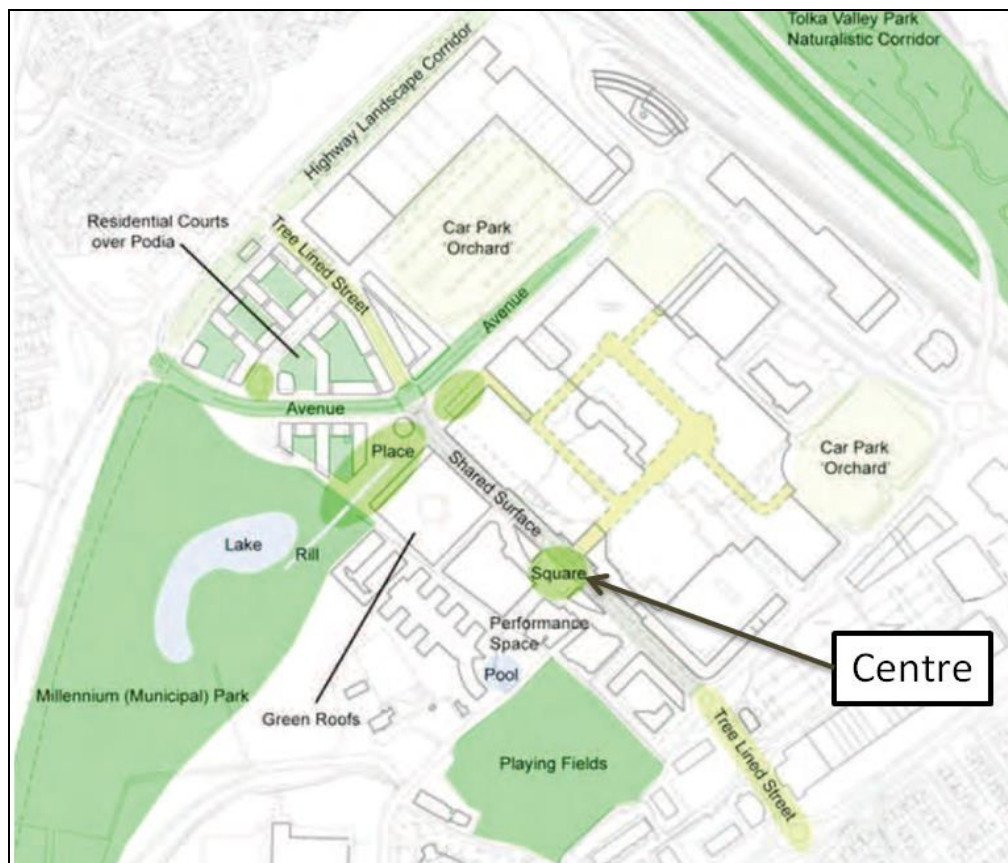 Tolka Valley Park
Naturalistic Corridor
Highway Landscape Corridor
Residential Courts
over Podia
Tree Lined Street
Car Park
'Orchard'
Avenue
Avenue
Place
Shared Surface
Car Park
'Orchard'
Lake
Rill
Square
Performance
Space
Centre
Pool
Millennium (Municipal) Park
Green Roofs
Tree Lined Street
Playing Fields